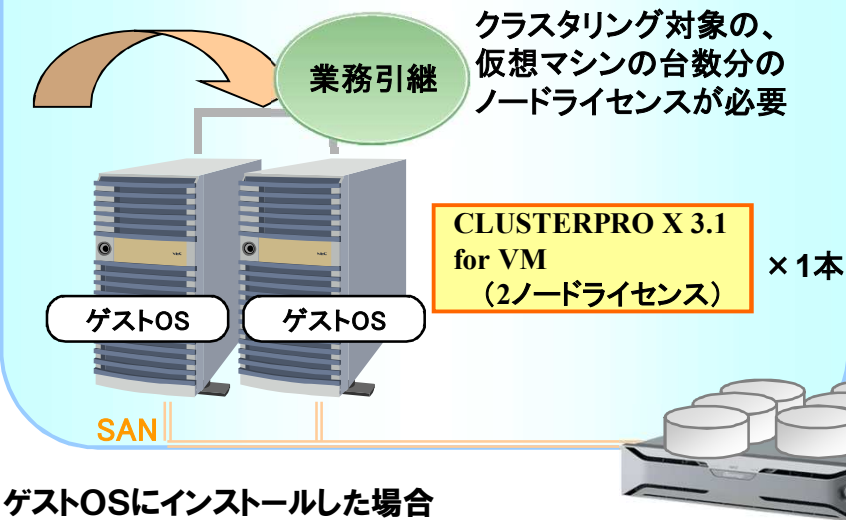 業務引継
クラスタリング対象の、
仮想マシンの台数分の
ノードライセンスが必要
CLUSTERPRO X 3.1
for VM
(2ノードライセンス)
×1本
ゲストOS
ゲストOS
SAN
ゲストOSにインストールした場合